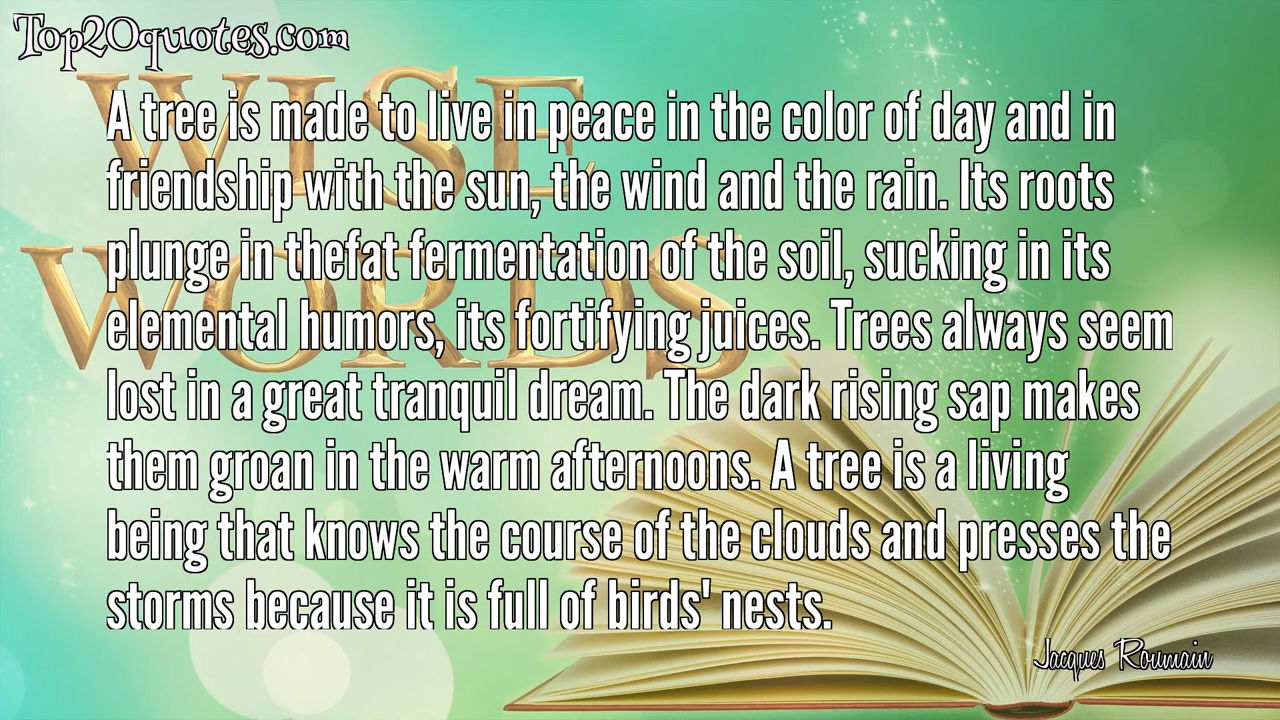 Top20quotes.com
WISE
WORDS
A tree is made to live in peace in the color of day and in
friendship with the sun, the wind and the rain. Its roots
plunge in thefat fermentation of the soil, sucking in its
elemental humors, its fortifying juices. Trees always seem
lost in a great tranquil dream. The dark rising sap makes
them groan in the warm afternoons. A tree is a living
being that knows the course of the clouds and presses the
storms because it is full of birds' nests.
Jacques Roumain